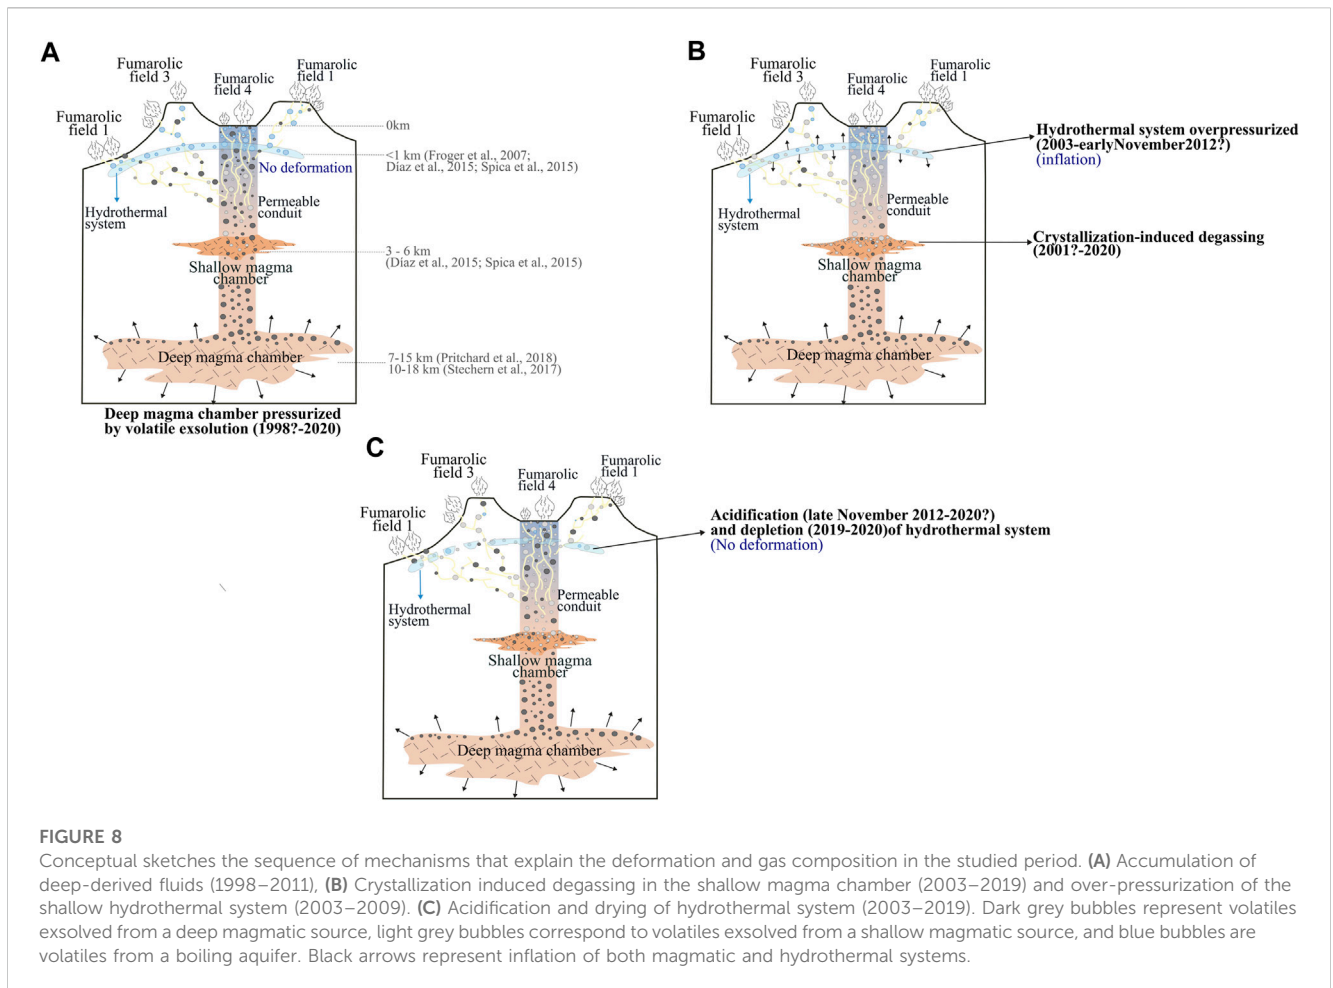 A
Fumarolic
field 3
Fumarolic
field 4
Fumarolic
field 1
Fumarolic
field 1
0km
<1 km (Froger et al., 2007;
Díaz et al., 2015; Spica et al., 2015)
No deformation
Hydrothermal
system
Permeable
conduit
3 - 6 km
(Díaz et al., 2015; Spica et al., 2015)
Shallow magma
chamber
Deep magma chamber
7-15 km (Pritchard et al., 2018)
10-18 km (Stechern et al., 2017)
Deep magma chamber pressurized
by volatile exsolution (1998?-2020)
B
Fumarolic
field 3
Fumarolic
field 4
Fumarolic
field 1
Fumarolic
field 1
Hydrothermal system overpressurized
(2003-earlyNovember2012?)
(inflation)
Hydrothermal
system
Permeable
conduit
Crystallization-induced degassing
(2001?-2020)
Shallow magma
chamber
Deep magma chamber
C
Fumarolic
field 3
Fumarolic
field 4
Fumarolic
field 1
Fumarolic
field 1
Acidification (late November 2012-2020?)
and depletion (2019-2020)of hydrothermal system
(No deformation)
Hydrothermal
system
Permeable
conduit
Shallow magma
chamber
Deep magma chamber
FIGURE 8
Conceptual sketches the sequence of mechanisms that explain the deformation and gas composition in the studied period. (A) Accumulation of
deep-derived fluids (1998–2011), (B) Crystallization induced degassing in the shallow magma chamber (2003–2019) and over-pressurization of the
shallow hydrothermal system (2003–2009). (C) Acidification and drying of hydrothermal system (2003–2019). Dark grey bubbles represent volatiles
exsolved from a deep magmatic source, light grey bubbles correspond to volatiles exsolved from a shallow magmatic source, and blue bubbles are
volatiles from a boiling aquifer. Black arrows represent inflation of both magmatic and hydrothermal systems.